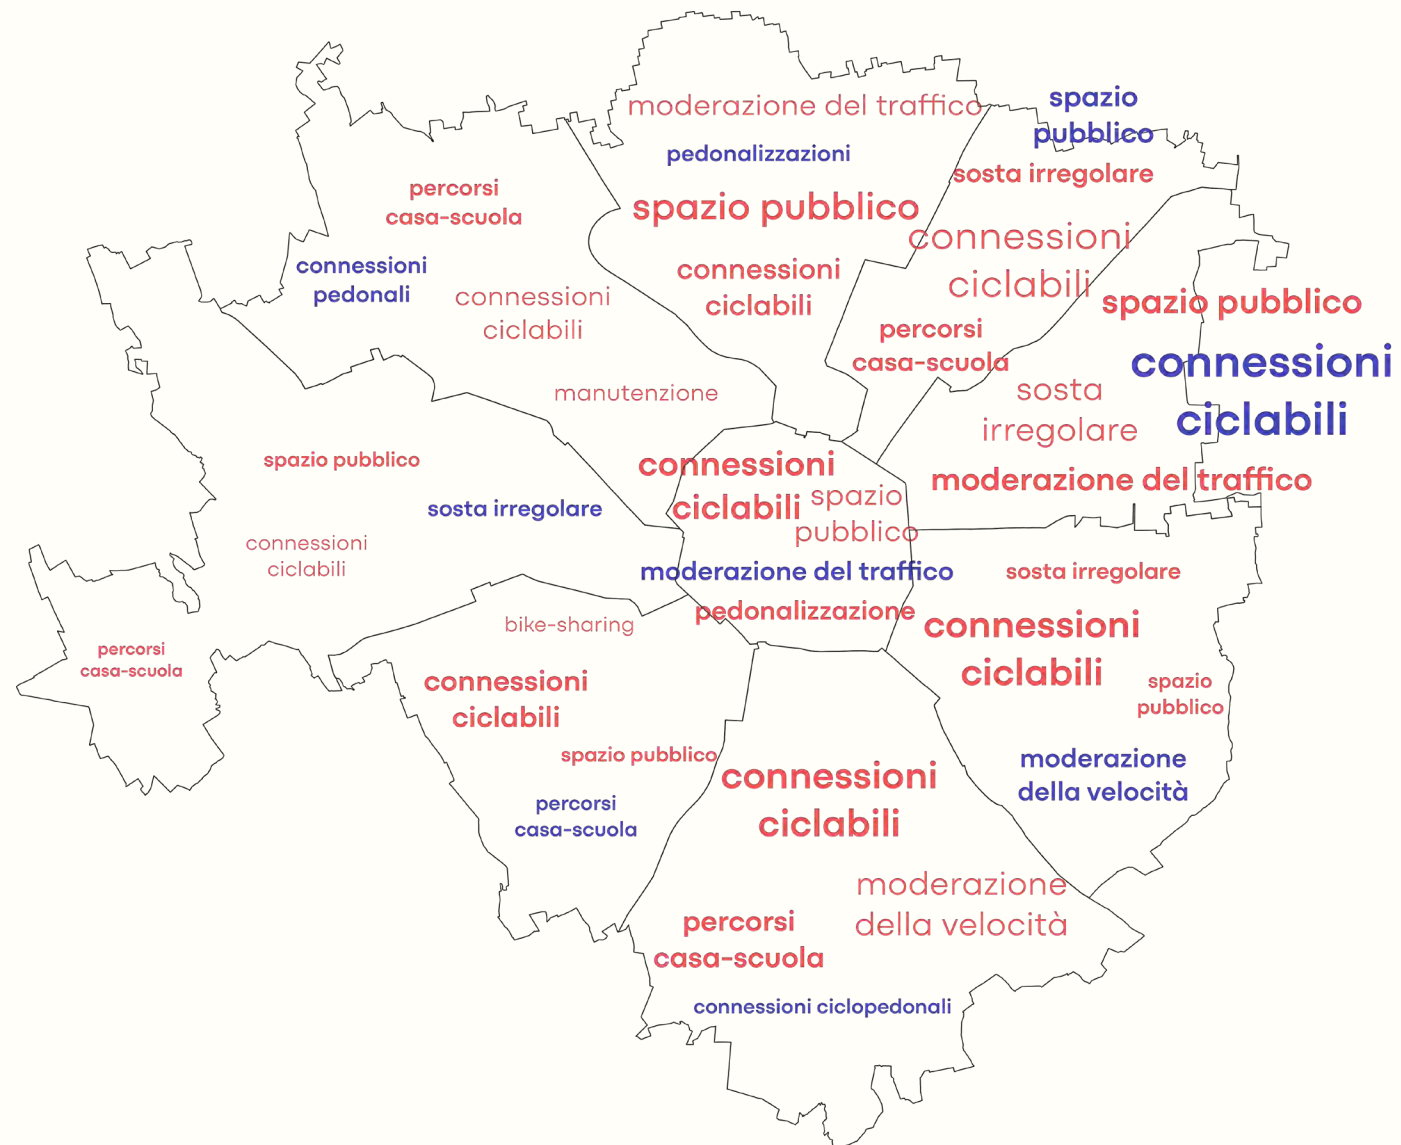 moderazione del traffico
pedonalizzazioni
spazio pubblico
connessioni
ciclabili
spazio
pubblico
sosta irregolare
connessioni
ciclabili
percorsi
casa-scuola
percorsi
casa-scuola
connessioni
pedonali
connessioni
ciclabili
manutenzione
spazio pubblico
connessioni
ciclabili
sosta
irregolare
moderazione del traffico
spazio pubblico
sosta irregolare
connessioni
ciclabili
percorsi
casa-scuola
connessioni
ciclabili
spazio
pubblico
moderazione del traffico
pedonalizzazione
sosta irregolare
connessioni
ciclabili
spazio
pubblico
moderazione
della velocità
bike-sharing
connessioni
ciclabili
spazio pubblico
percorsi
casa-scuola
connessioni
ciclabili
moderazione
della velocità
percorsi
casa-scuola
connessioni ciclopedonali